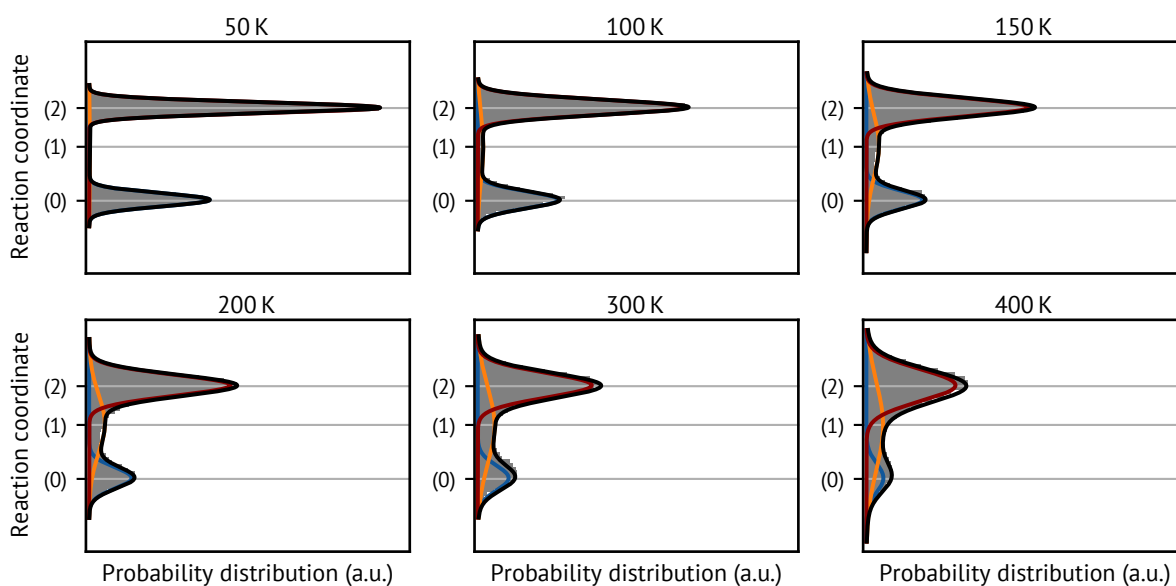 50 K
100 K
150 K
Reaction coordinate
(2)
(1)
(0)
(2)
(1)
(0)
(2)
(1)
(0)
200 K
300 K
400 K
Reaction coordinate
(2)
(1)
(0)
(2)
(1)
(0)
(2)
(1)
(0)
Probability distribution (a.u.)
Probability distribution (a.u.)
Probability distribution (a.u.)